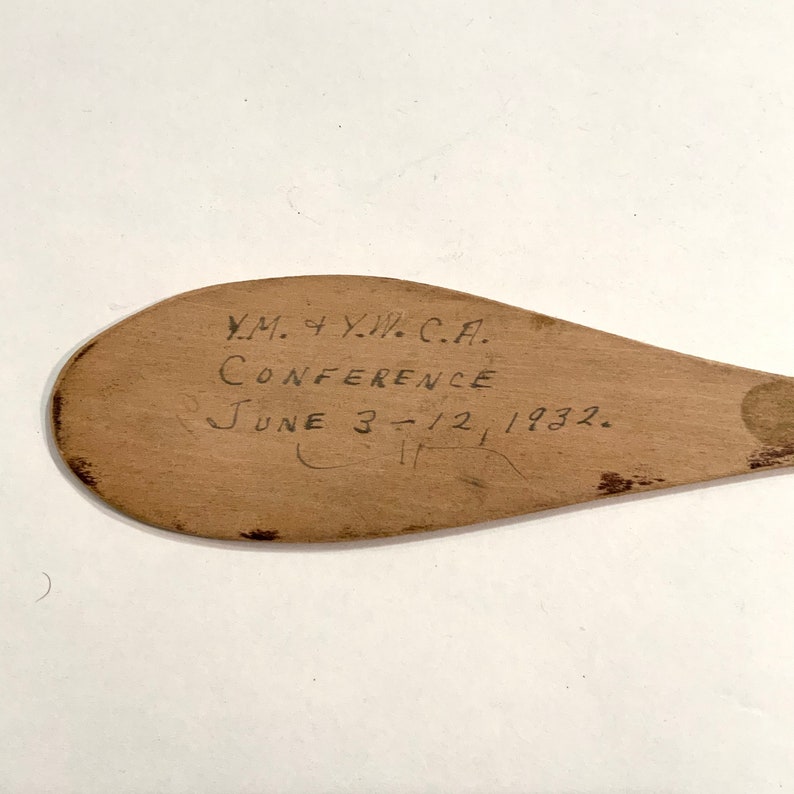 Y.M. & Y.W.C.A.
CONFERENCE
JUNE 3-12, 1932.